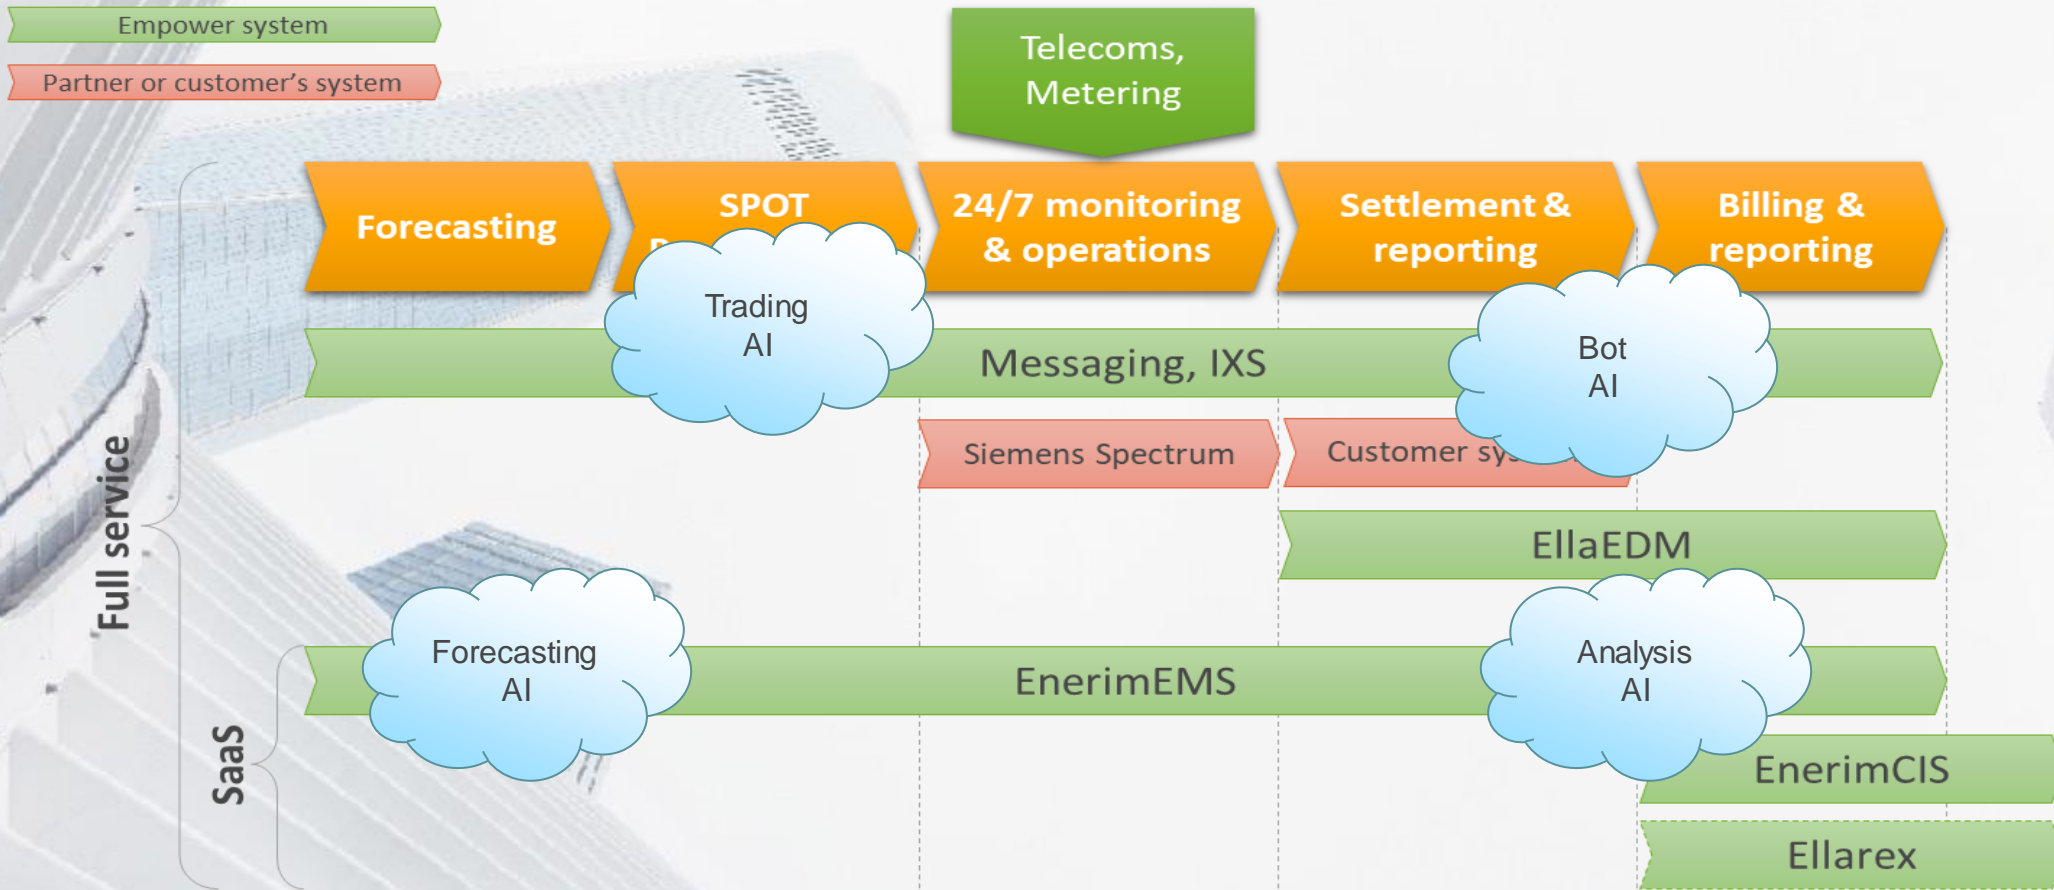 Empower system
Partner or customer's system
Telecoms,
Metering
Forecasting
SPOT
24/7 monitoring
& operations
Settlement &
reporting
Billing &
reporting
Trading
AI
Messaging, IXS
Bot
AI
Siemens Spectrum
Customer
EllaEDM
Full service
Forecasting
AI
EnerimEMS
Analysis
AI
SaaS
EnerimCIS
Ellarex